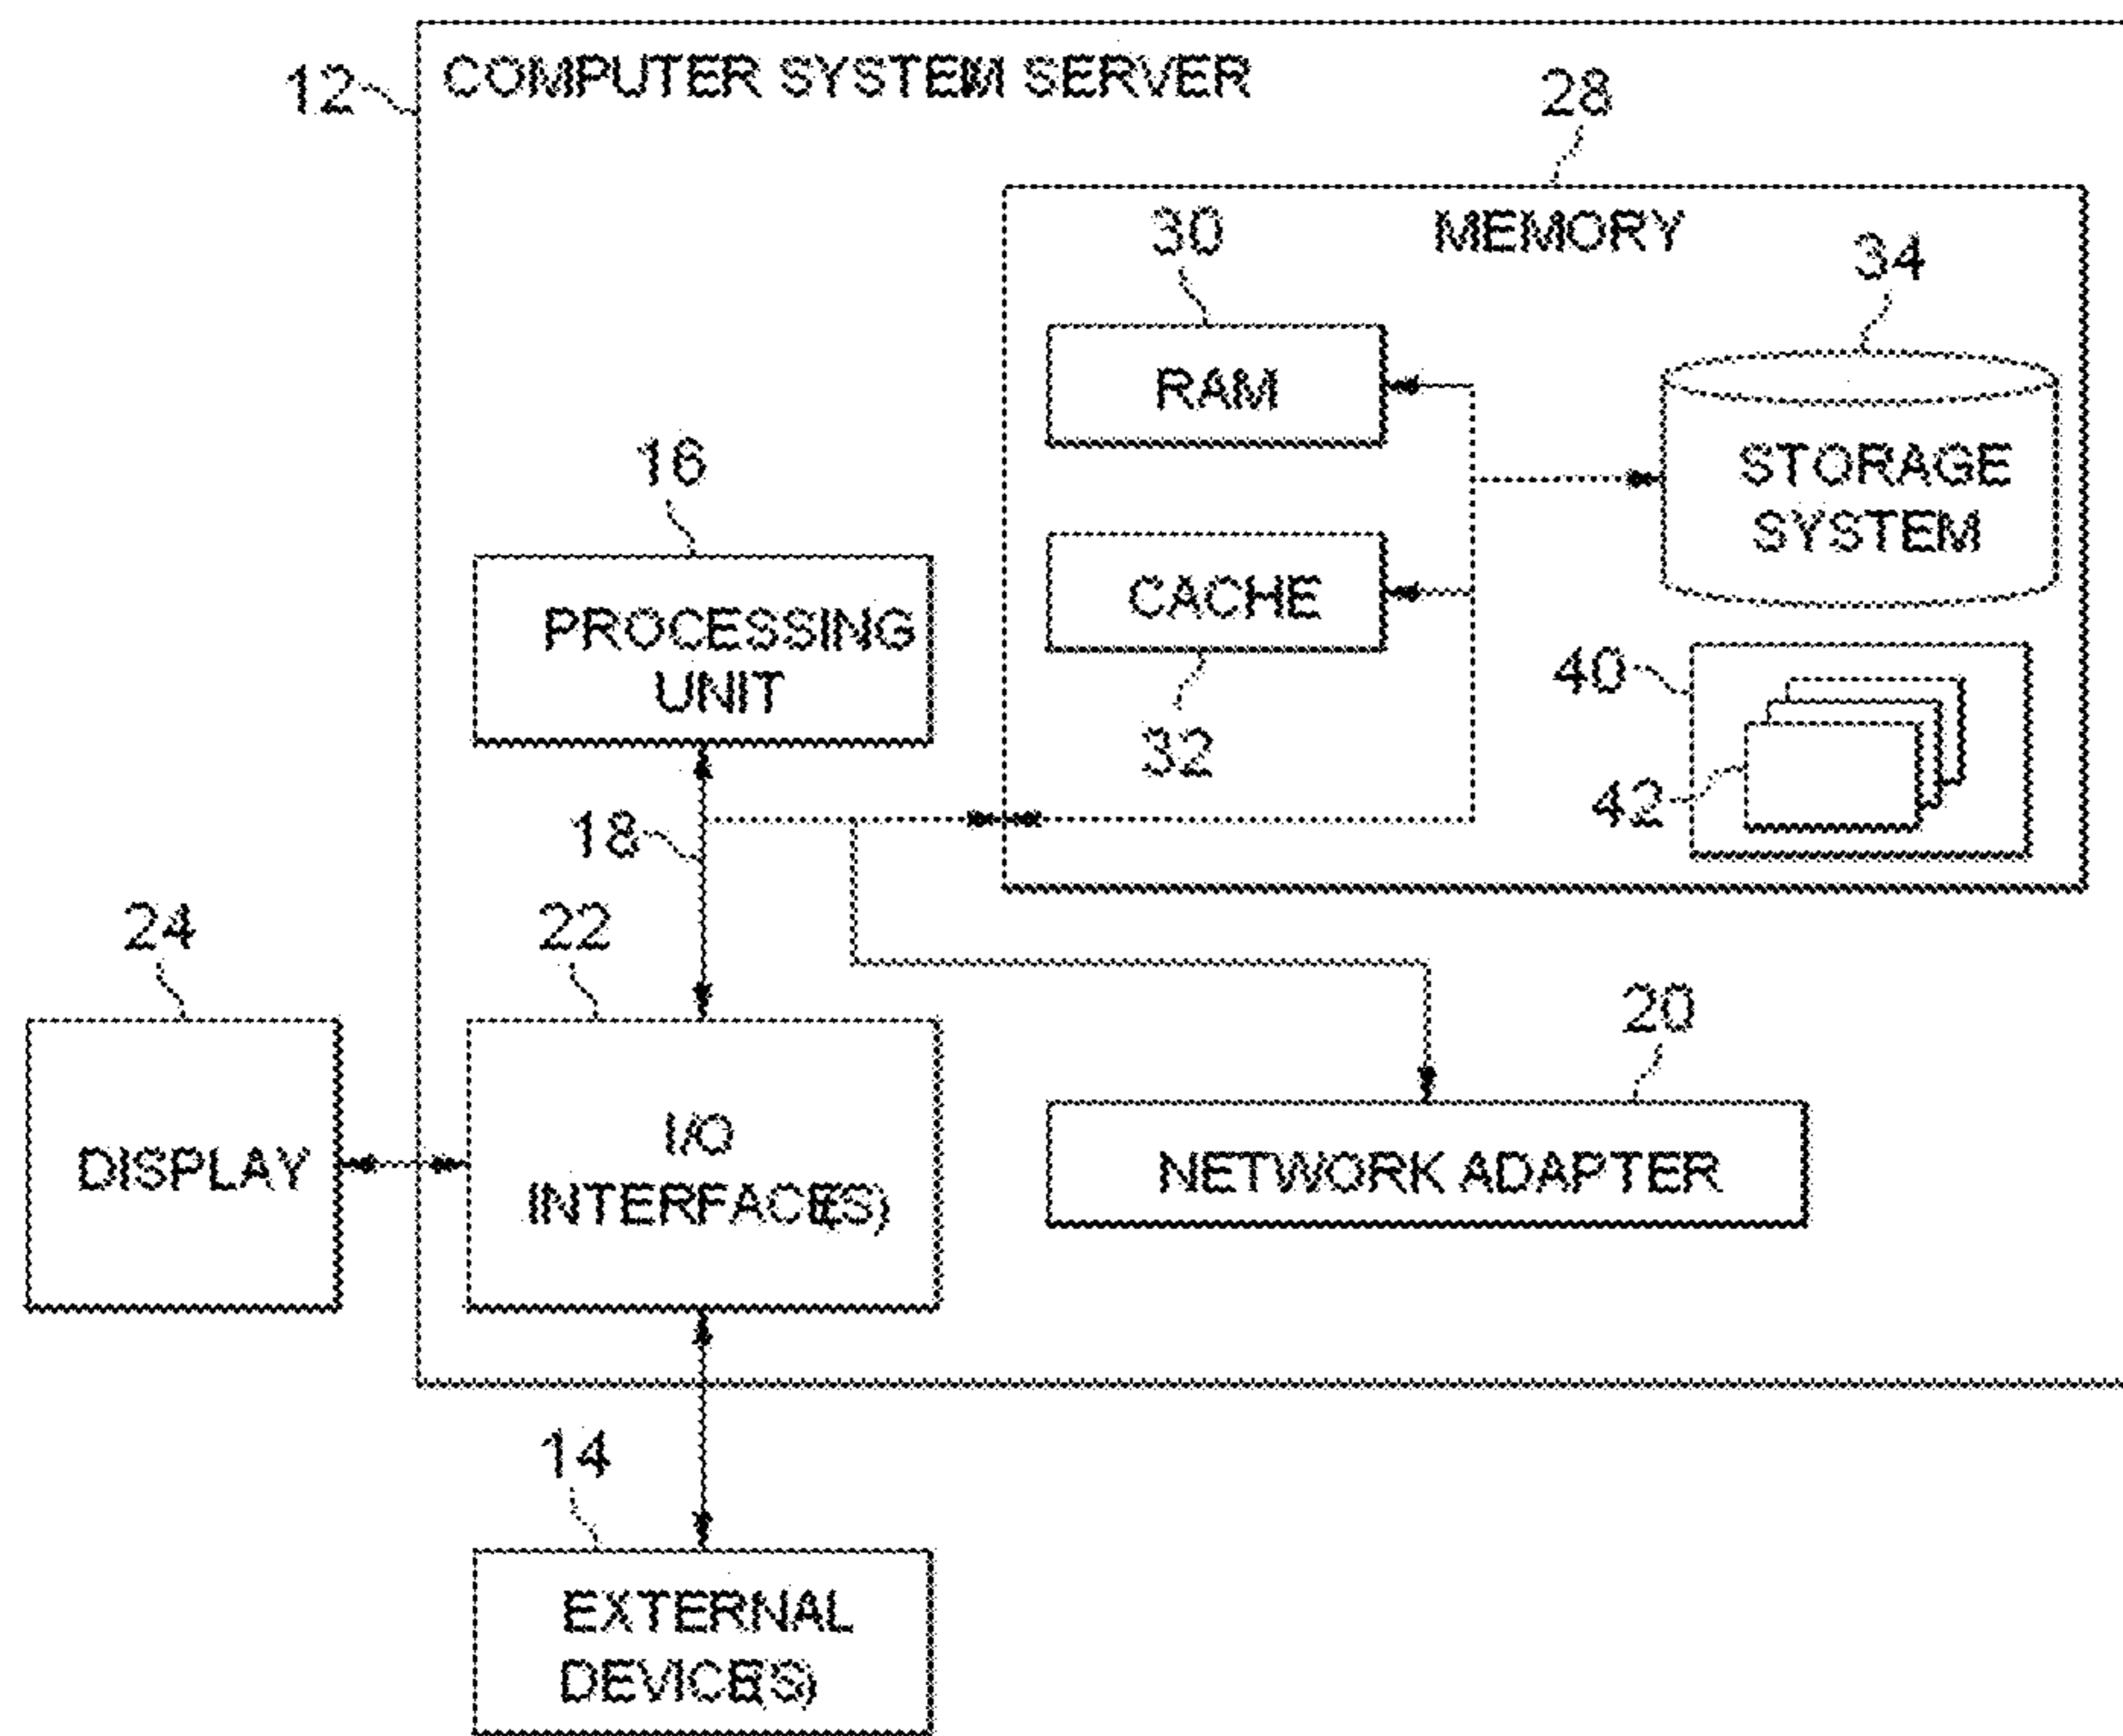 12
COMPUTER SYSTEM SERVER
28
MEMORY
30
34
RAM
STORAGE
SYSTEM
16
PROCESSING
UNIT
CACHE
32
40
42
18
24
22
20
DISPLAY
I/O
INTERFACE(S)
NETWORK ADAPTER
14
EXTERNAL
DEVICE(S)